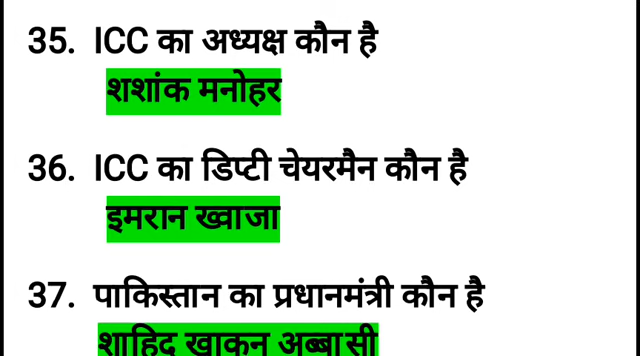 35. ICC का अध्यक्ष कौन है
शशांक मनोहर
36. ICC का डिप्टी चेयरमैन कौन है
इमरान ख्वाजा
37. पाकिस्तान का प्रधानमंत्री कौन है
शाहिद खाकन अब्बासी